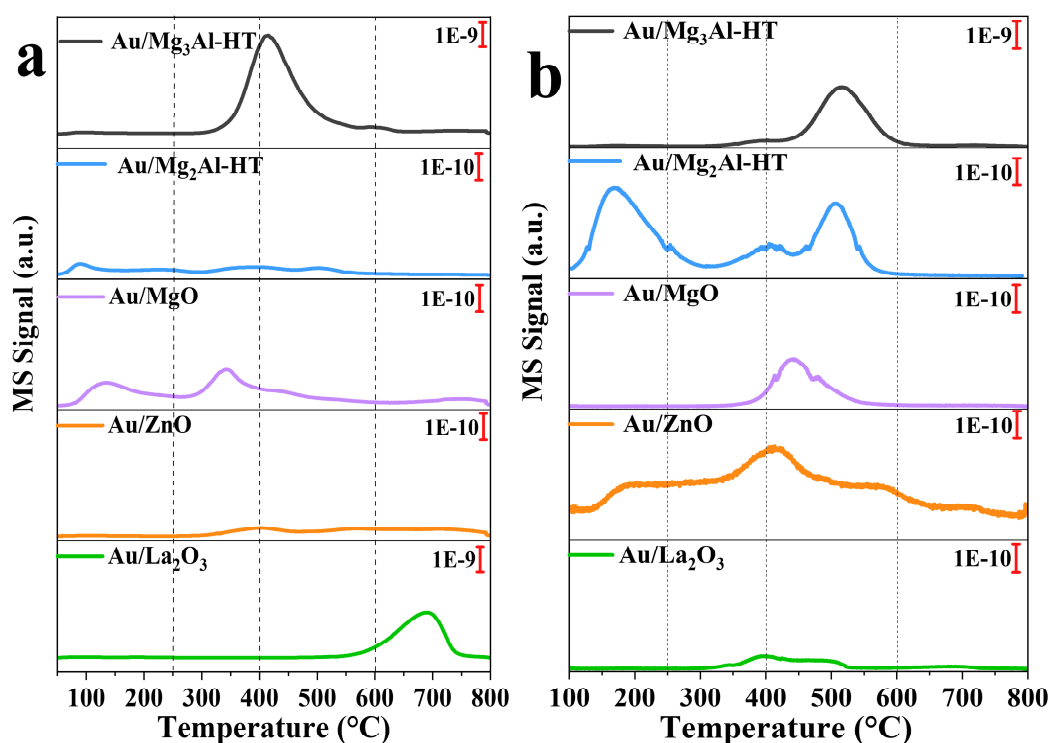 a
Au/Mg₃Al-HT
1E-9
Au/Mg₂Al-HT
1E-10
Au/MgO
1E-10
Au/ZnO
1E-10
Au/La₂O₃
1E-9
MS Signal (a.u.)
100 200 300 400 500 600 700 800
Temperature (°C)
b
Au/Mg₃Al-HT
1E-9
Au/Mg₂Al-HT
1E-10
Au/MgO
1E-10
Au/ZnO
1E-10
Au/La₂O₃
1E-10
MS Signal (a.u.)
100 200 300 400 500 600 700 800
Temperature (°C)